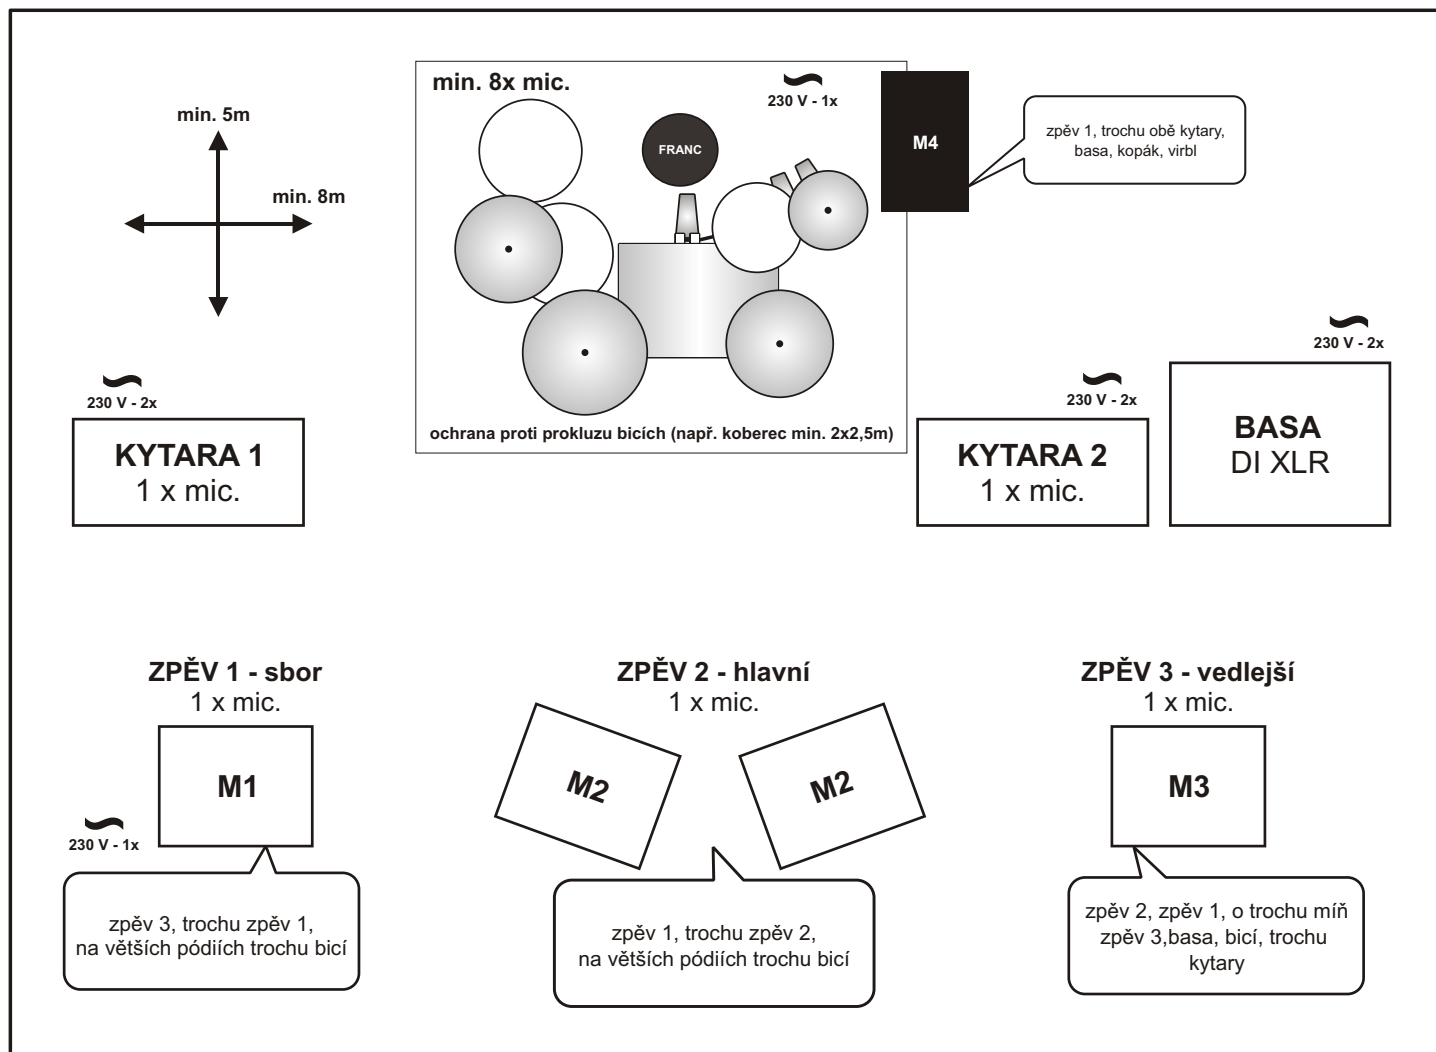 min. 8x mic.
230 V - 1x
min. 5m
min. 8m
FRANC
M4
zpěv 1, trochu obě kytary,
basa, kopák, virbl
230 V - 2x
230 V - 2x
230 V - 2x
KYTARA 1
1 x mic.
ochrana proti prokluzu bicích (např. koberec min. 2x2,5m)
KYTARA 2
1 x mic.
BASA
DI XLR
ZPĚV 1 - sbor
1 x mic.
M1
230 V - 1x
zpěv 3, trochu zpěv 1,
na větších pódiích trochu bicí
ZPĚV 2 - hlavní
1 x mic.
M2
M2
zpěv 1, trochu zpěv 2,
na větších pódiích trochu bicí
ZPĚV 3 - vedlejší
1 x mic.
M3
zpěv 2, zpěv 1, o trochu míň
zpěv 3,basa, bicí, trochu
kytary